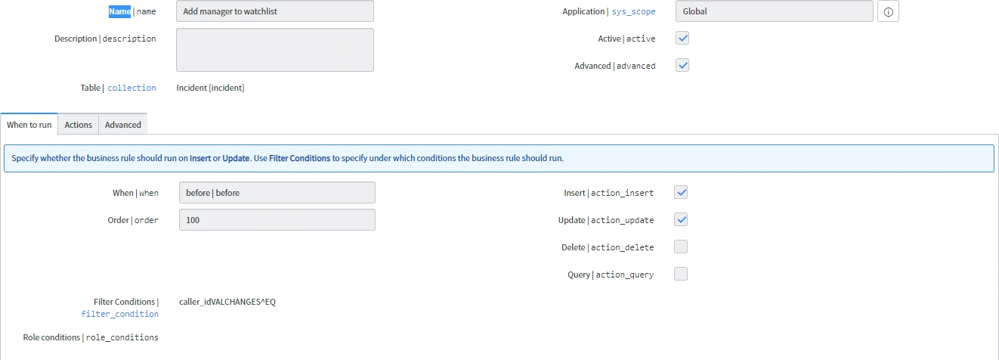 Name | name Add manager to watchlist Application | sys_scope Global
Description | description Active | active
Advanced | advanced
Table | collection Incident [incident]
When to run Actions Advanced
Specify whether the business rule should run on Insert or Update. Use Filter Conditions to specify under which conditions the business rule should run.
When | when before | before Insert | action_insert
Order | order 100 Update | action_update
Delete | action_delete
Query | action_query
Filter Conditions | caller_idVALCHANGES^EQ
filter_condition
Role conditions | role_conditions